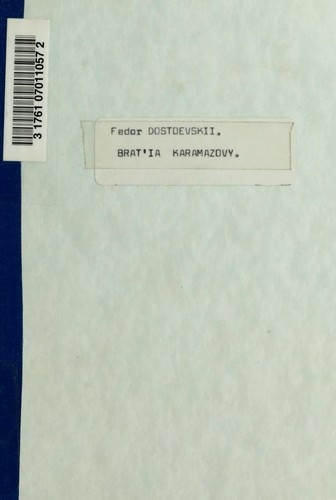 3 1761 07011057 2
Fedor DOSTOEVSKII.
BRAT'IA KARAMAZOVY.